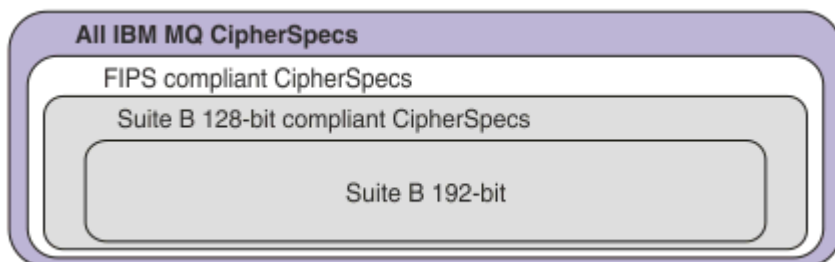 All IBM MQ CipherSpecs
FIPS compliant CipherSpecs
Suite B 128-bit compliant CipherSpecs
Suite B 192-bit